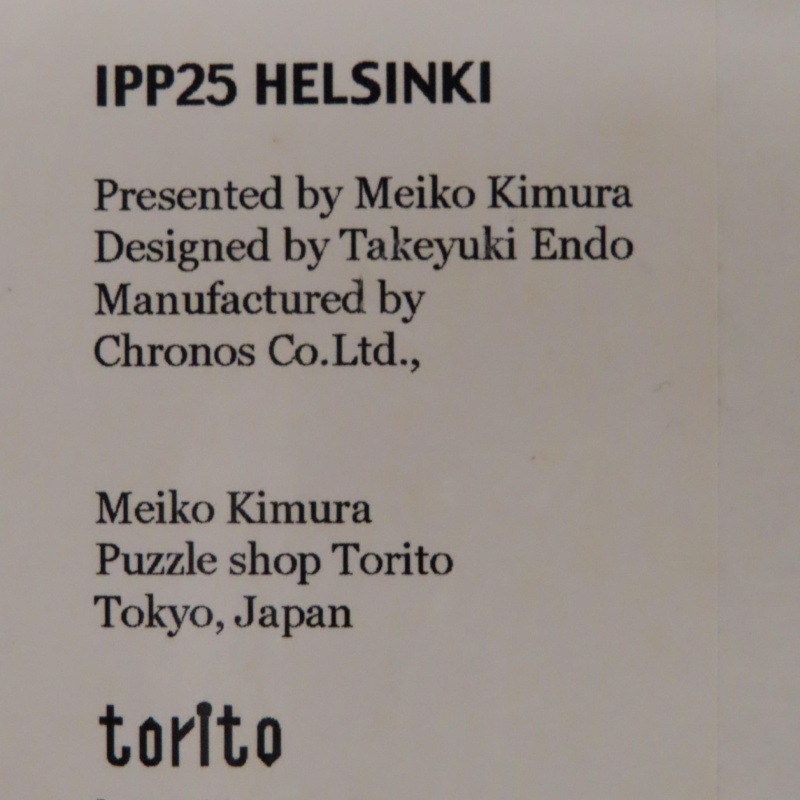 IPP25 HELSINKI
Presented by Meiko Kimura
Designed by Takeyuki Endo
Manufactured by
Chronos Co.Ltd.,
Meiko Kimura
Puzzle shop Torito
Tokyo, Japan
torito